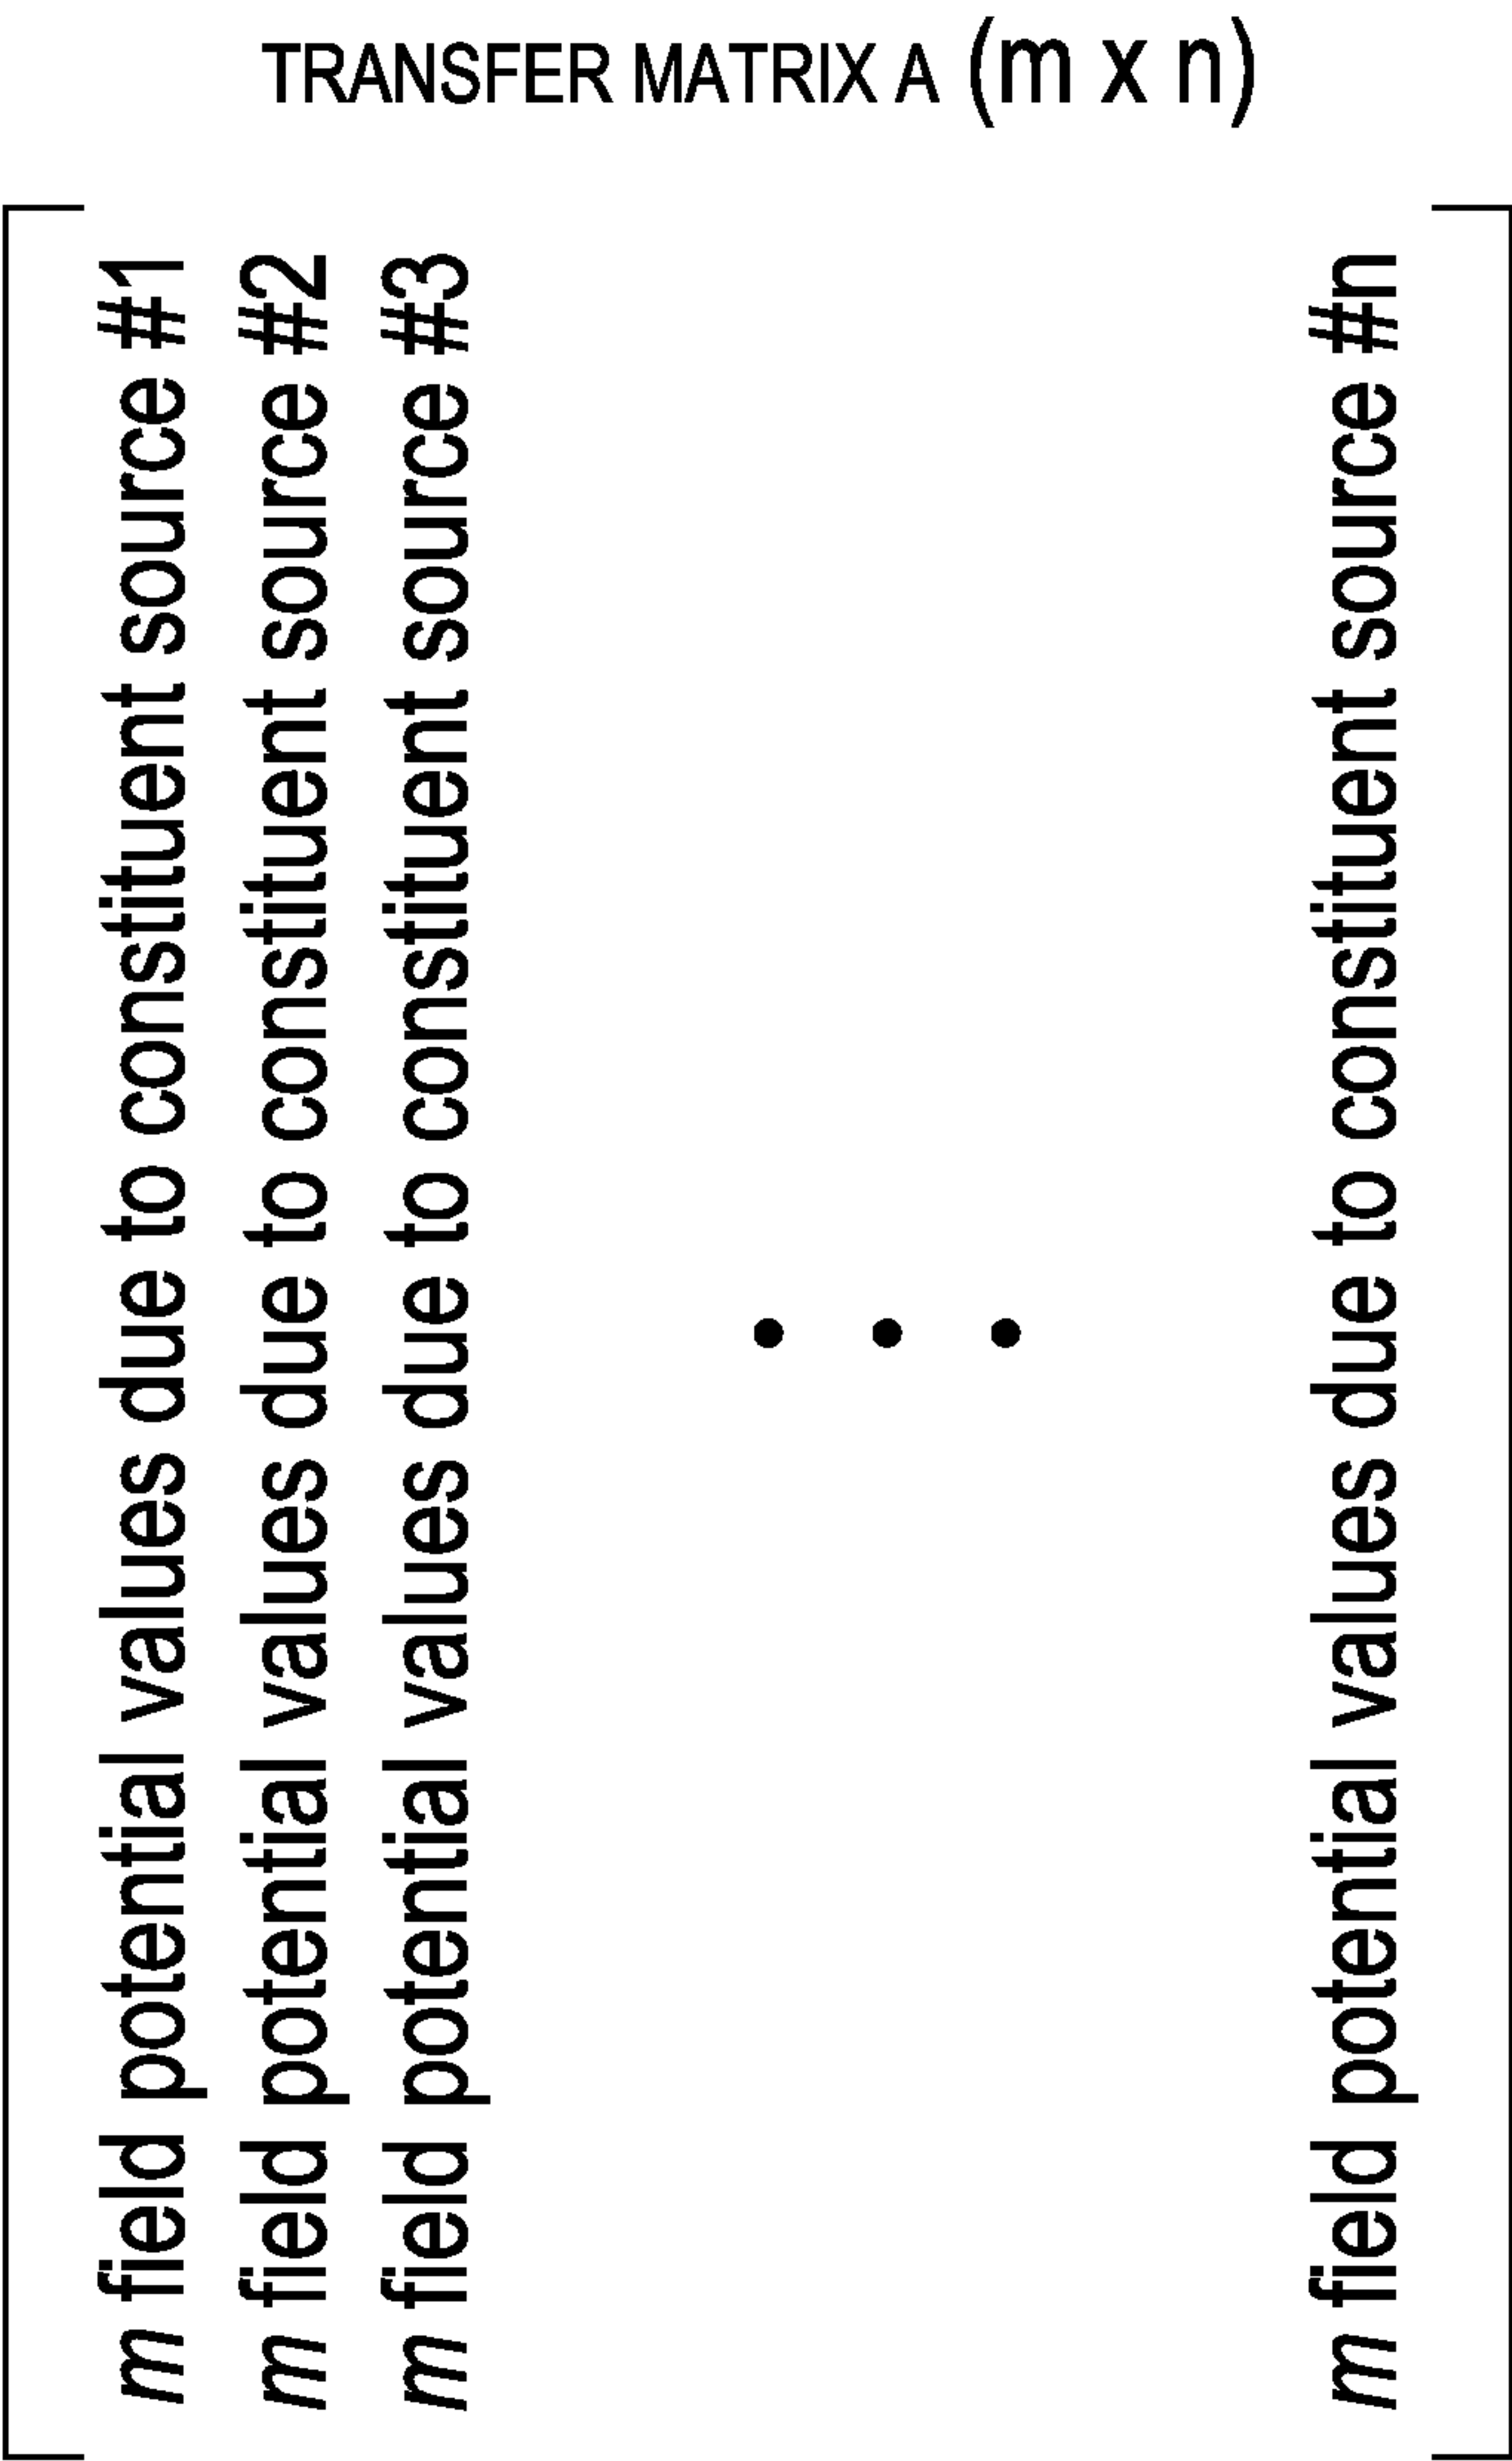 TRANSFER MATRIX A (m x n)
m field potential values due to constituent source #1
m field potential values due to constituent source #2
m field potential values due to constituent source #3
• • •
m field potential values due to constituent source #n